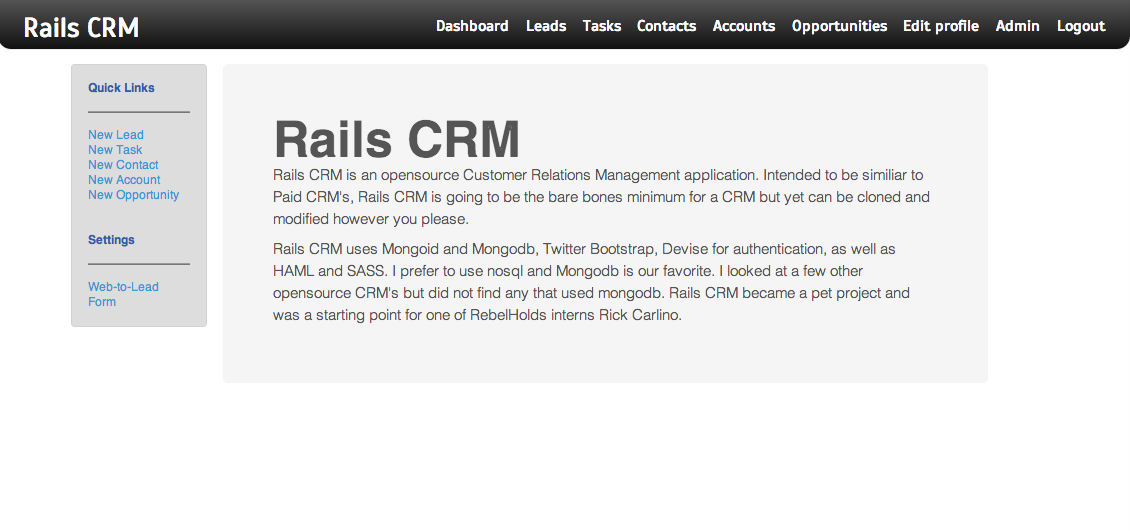 Rails CRM
Dashboard Leads Tasks Contacts Accounts Opportunities Edit profile Admin Logout
Quick Links
New Lead
New Task
New Contact
New Account
New Opportunity
Settings
Web-to-Lead
Form
Rails CRM
Rails CRM is an opensource Customer Relations Management application. Intended to be similiar to
Paid CRM's, Rails CRM is going to be the bare bones minimum for a CRM but yet can be cloned and
modified however you please.
Rails CRM uses Mongoid and Mongodb, Twitter Bootstrap, Devise for authentication, as well as
HAML and SASS. I prefer to use nosql and Mongodb is our favorite. I looked at a few other
opensource CRM's but did not find any that used mongodb. Rails CRM became a pet project and
was a starting point for one of RebelHolds interns Rick Carlino.